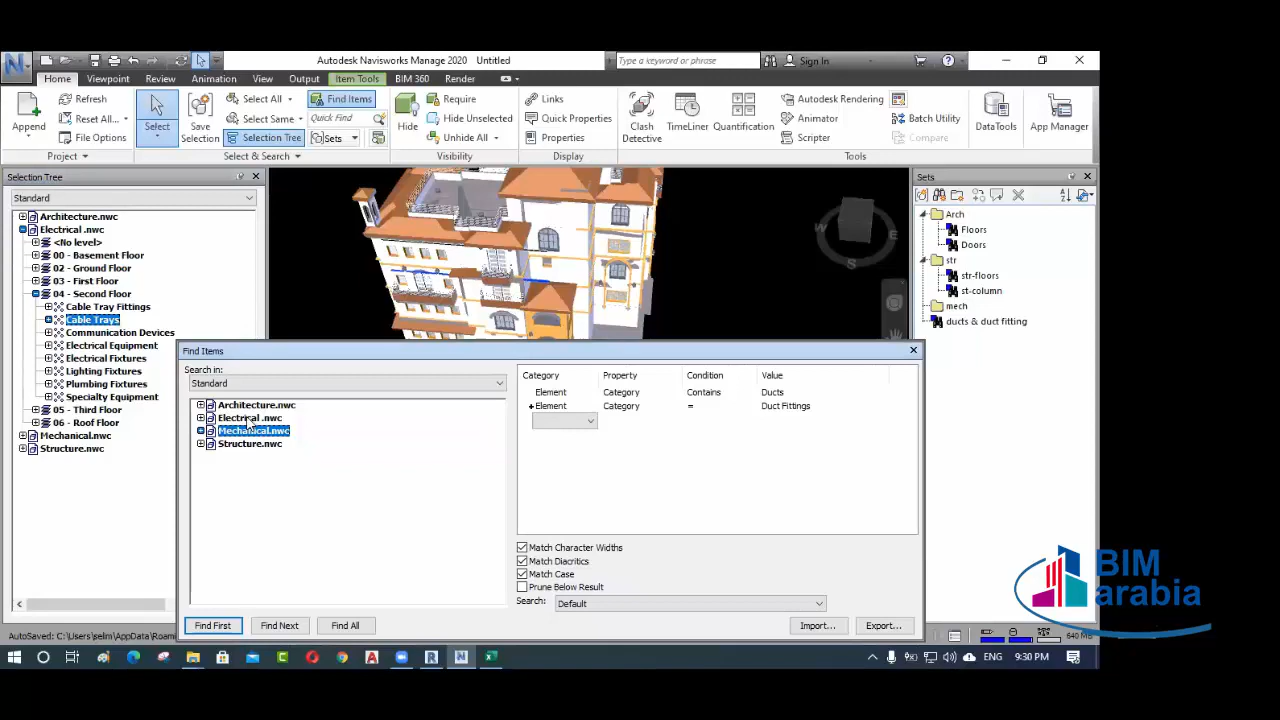 Autodesk Navisworks Manage 2020 Untitled
Type a keyword or phrase
Sign In
Home Viewpoint Review Animation View Output Item Tools BIM 360 Render
Append
Refresh
Reset All...
File Options
Project
Select
Save Selection
Select All
Select Same
Selection Tree
Find Items
Quick Find
Sets
Select & Search
Hide
Require
Hide Unselected
Unhide All
Visibility
Links
Quick Properties
Properties
Display
Clash Detective
TimeLiner
Quantification
Autodesk Rendering
Animator
Scripter
Batch Utility
Compare
Tools
DataTools
App Manager
Selection Tree
Standard
Architecture.nwc
Electrical .nwc
<No level>
00 - Basement Floor
02 - Ground Floor
03 - First Floor
04 - Second Floor
Cable Tray Fittings
Cable Trays
Communication Devices
Electrical Equipment
Electrical Fixtures
Lighting Fixtures
Plumbing Fixtures
Specialty Equipment
05 - Third Floor
06 - Roof Floor
Mechanical.nwc
Structure.nwc
W E
S
Sets
Arch
Floors
Doors
str
str-floors
st-column
mech
ducts & duct fitting
Find Items
Search in:
Standard
Architecture.nwc
Electrical .nwc
Mechanical.nwc
Structure.nwc
Category Property Condition Value
Element Category Contains Ducts
+ Element Category = Duct Fittings
Match Character Widths
Match Diacritics
Match Case
Prune Below Result
Search: Default
Find First Find Next Find All Import... Export...
AutoSaved: C:\Users\selim\AppData\Roami
640 MB
ENG 9:30 PM
BIM
arabia